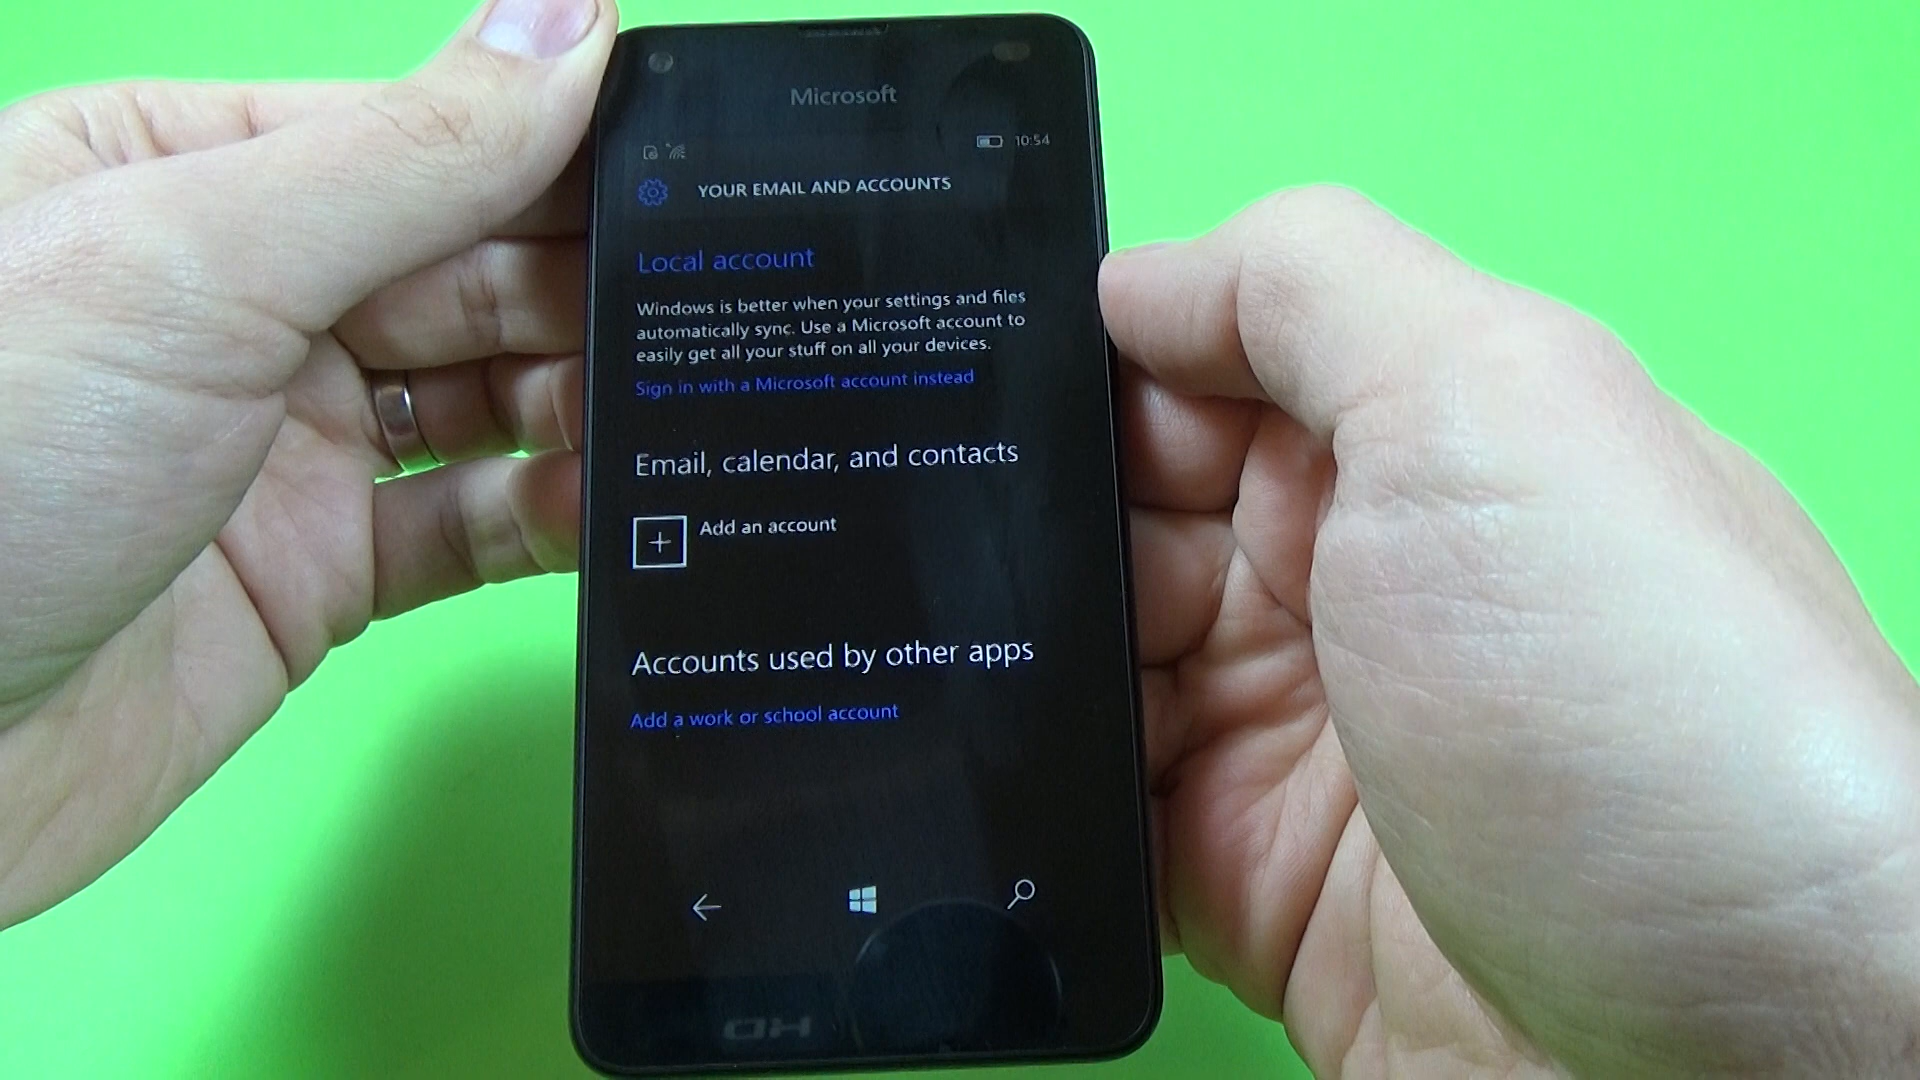 Microsoft
10:54
YOUR EMAIL AND ACCOUNTS
Local account
Windows is better when your settings and files
automatically sync. Use a Microsoft account to
easily get all your stuff on all your devices.
Sign in with a Microsoft account instead
Email, calendar, and contacts
Add an account
Accounts used by other apps
Add a work or school account